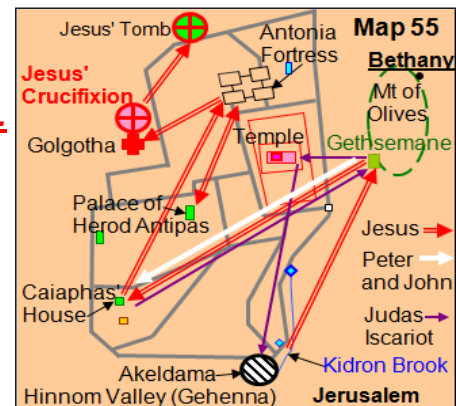 Jesus' Tomb
Antonia
Fortress
Map 55
Bethany
Mt of
Olives
Jesus'
Crucifixion
Golgotha
Temple
Gethsemane
Palace of
Herod Antipas
Jesus
Peter
and John
Judas
Iscariot
Caiaphas'
House
Kidron Brook
Akeldama
Hinnom Valley (Gehenna)
Jerusalem